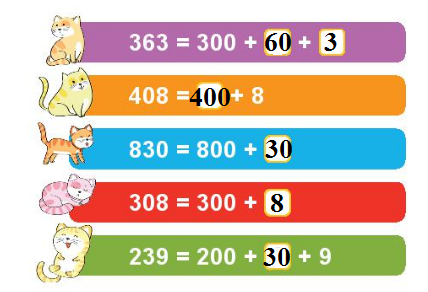 363 = 300 + 60 + 3
408 = 400 + 8
830 = 800 + 30
308 = 300 + 8
239 = 200 + 30 + 9